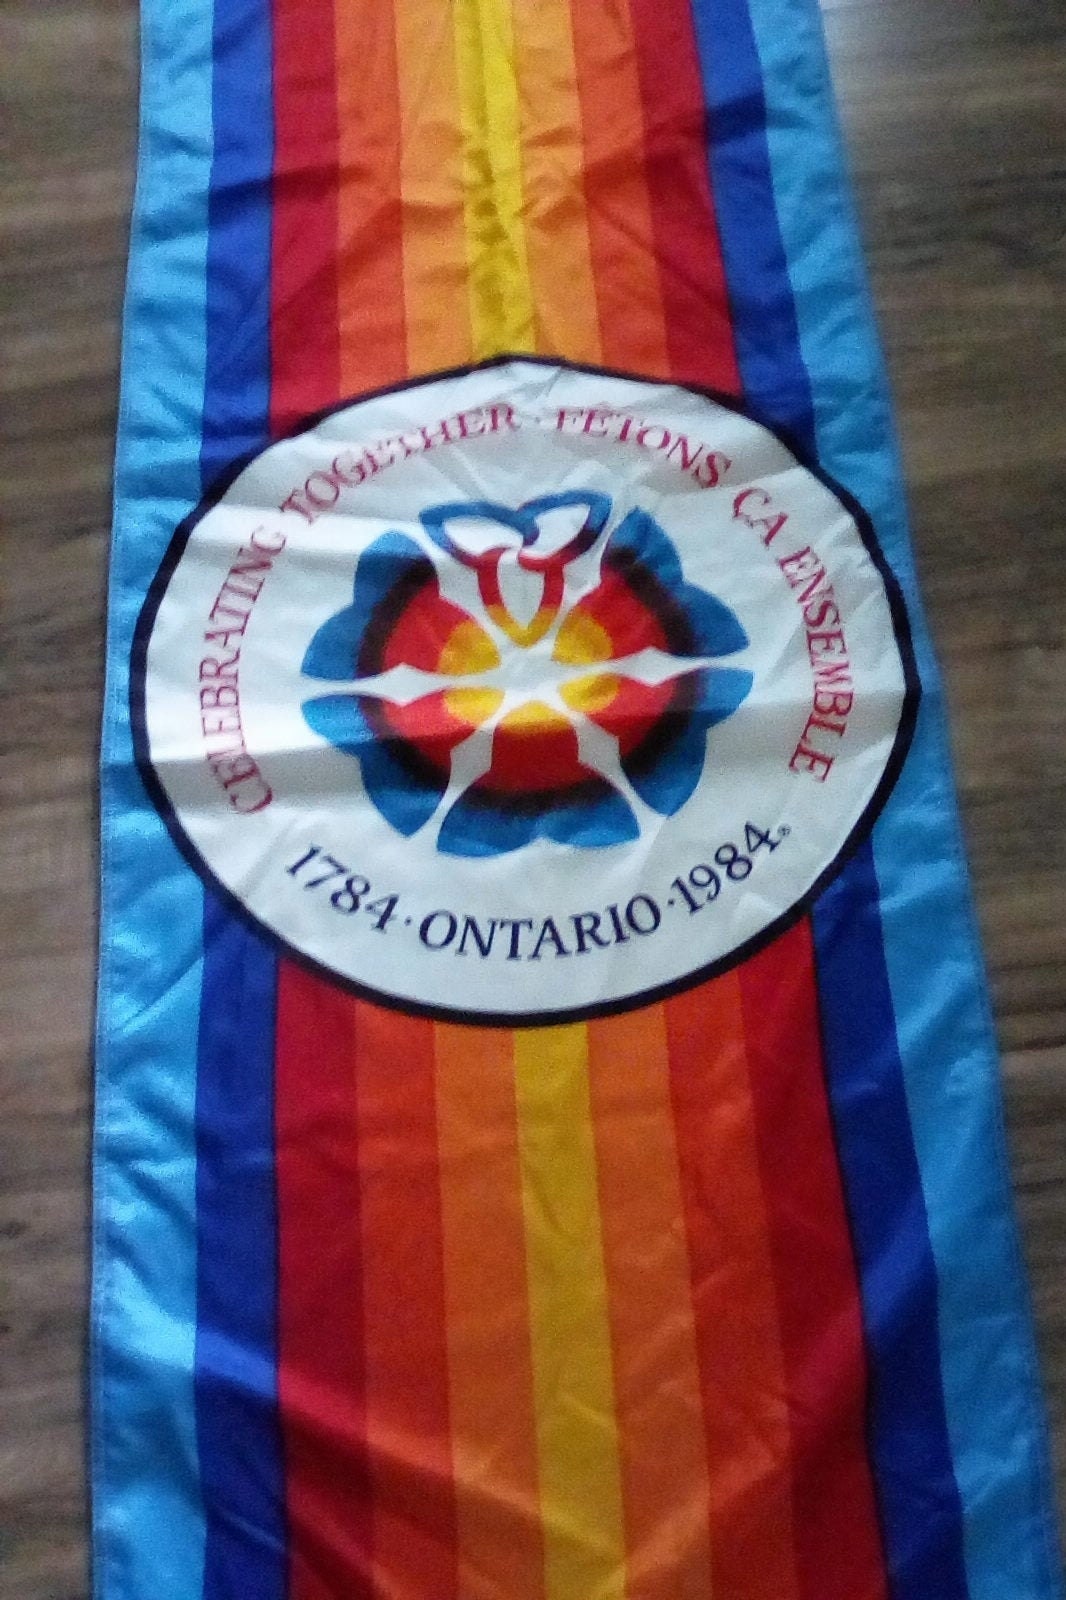 CELEBRATING TOGETHER · FÊTONS ÇA ENSEMBLE
1784 · ONTARIO · 1984®